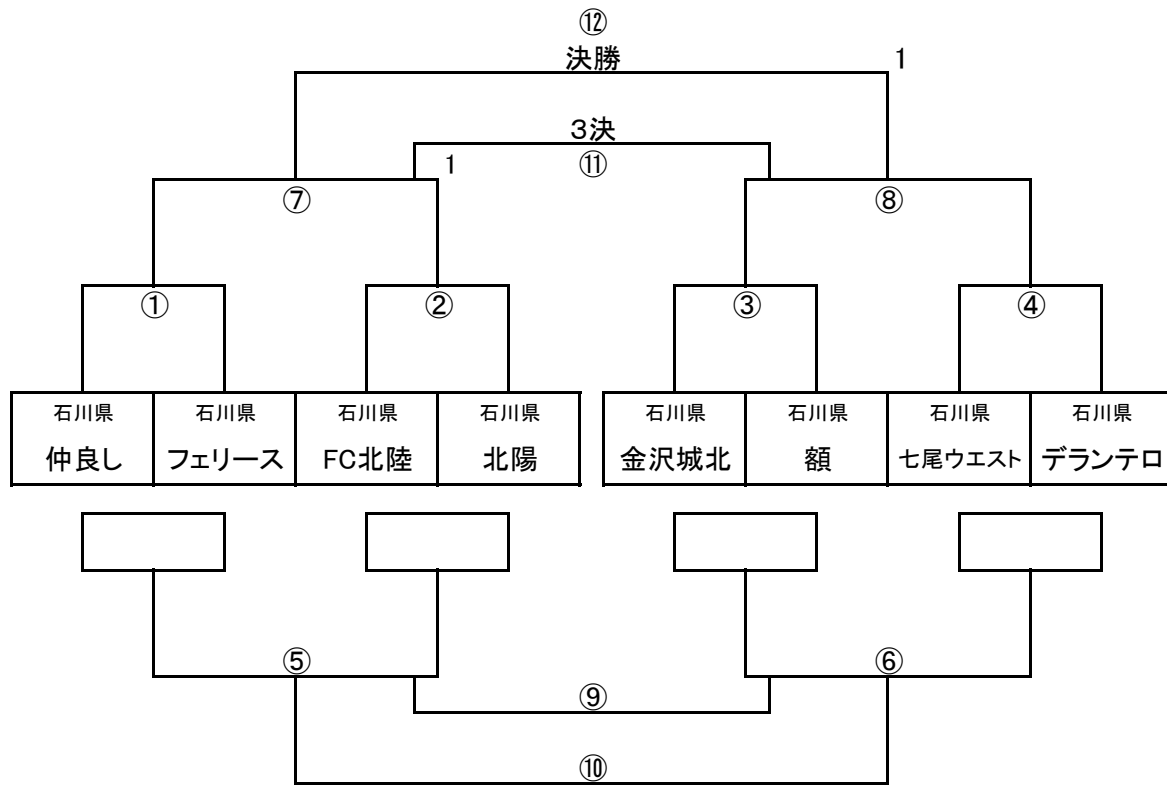 ⑫
決勝 1
3決
1 ⑪
⑦ ⑧
① ② ③ ④
石川県 石川県 石川県 石川県 石川県 石川県 石川県 石川県
仲良し フェリース FC北陸 北陽 金沢城北 額 七尾ウエスト デランテロ
⑤ ⑥
⑨
⑩